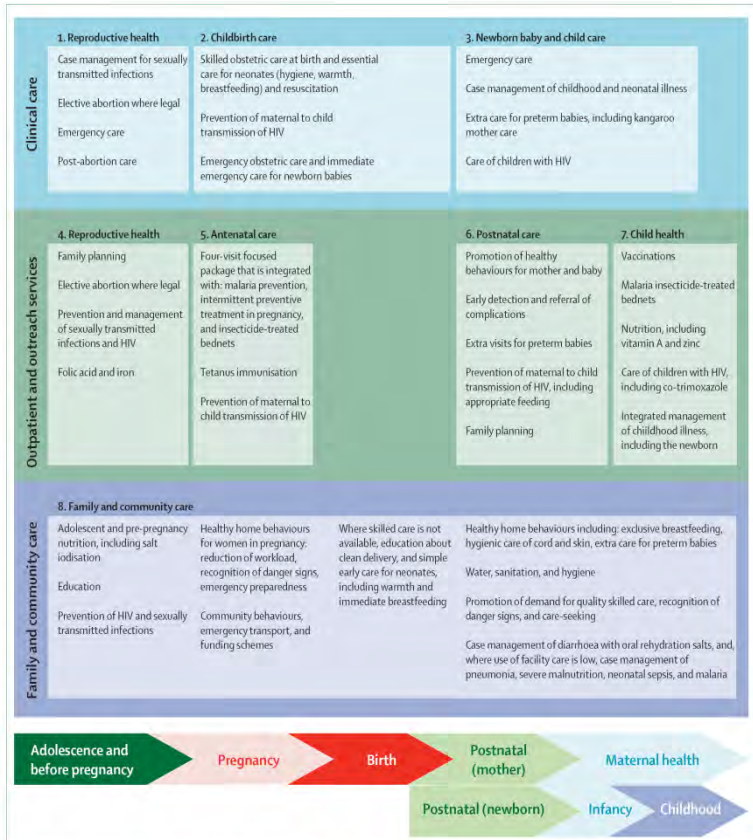 Clinical care
1. Reproductive health
Case management for sexually
transmitted infections
Elective abortion where legal
Emergency care
Post-abortion care
2. Childbirth care
Skilled obstetric care at birth and essential
care for neonates (hygiene, warmth,
breastfeeding) and resuscitation
Prevention of maternal to child
transmission of HIV
Emergency obstetric care and immediate
emergency care for newborn babies
3. Newborn baby and child care
Emergency care
Case management of childhood and neonatal illness
Extra care for preterm babies, including kangaroo
mother care
Care of children with HIV
Outpatient and outreach services
4. Reproductive health
Family planning
Elective abortion where legal
Prevention and management
of sexually transmitted
infections and HIV
Folic acid and iron
5. Antenatal care
Four-visit focused
package that is integrated
with: malaria prevention,
intermittent preventive
treatment in pregnancy,
and insecticide-treated
bednets
Tetanus immunisation
Prevention of maternal to
child transmission of HIV
6. Postnatal care
Promotion of healthy
behaviours for mother and baby
Early detection and referral of
complications
Extra visits for preterm babies
Prevention of maternal to child
transmission of HIV, including
appropriate feeding
Family planning
7. Child health
Vaccinations
Malaria insecticide-treated
bednets
Nutrition, including
vitamin A and zinc
Care of children with HIV,
including co-trimoxazole
Integrated management
of chiildhood illness,
including the newborn
Family and community care
8. Family and community care
Adolescent and pre-pregnancy
nutrition, including salt
iodisation
Education
Prevention of HIV and sexually
transmitted infections
Healthy home behaviours
for women in pregnancy:
reduction of workload,
recognition of danger signs,
emergency preparedness
Community behaviours,
emergency transport, and
funding schemes
Where skilled care is not
available, education about
clean delivery, and simple
early care for neonates,
including warmth and
immediate breastfeeding
Healthy home behaviours including: exclusive breastfeeding,
hygienic care of cord and skin, extra care for preterm babies
Water, sanitation, and hygiene
Promotion of demand for quality skilled care, recognition of
danger signs, and care-seeking
Case management of diarrhoea with oral rehydration salts, and,
where use of facility care is low, case management of
pneumonia, severe malnutrition, neonatal sepsis, and malaria
Adolescence and
before pregnancy
Pregnancy
Birth
Postnatal
(mother)
Maternal health
Postnatal (newborn)
Infancy
Childhood